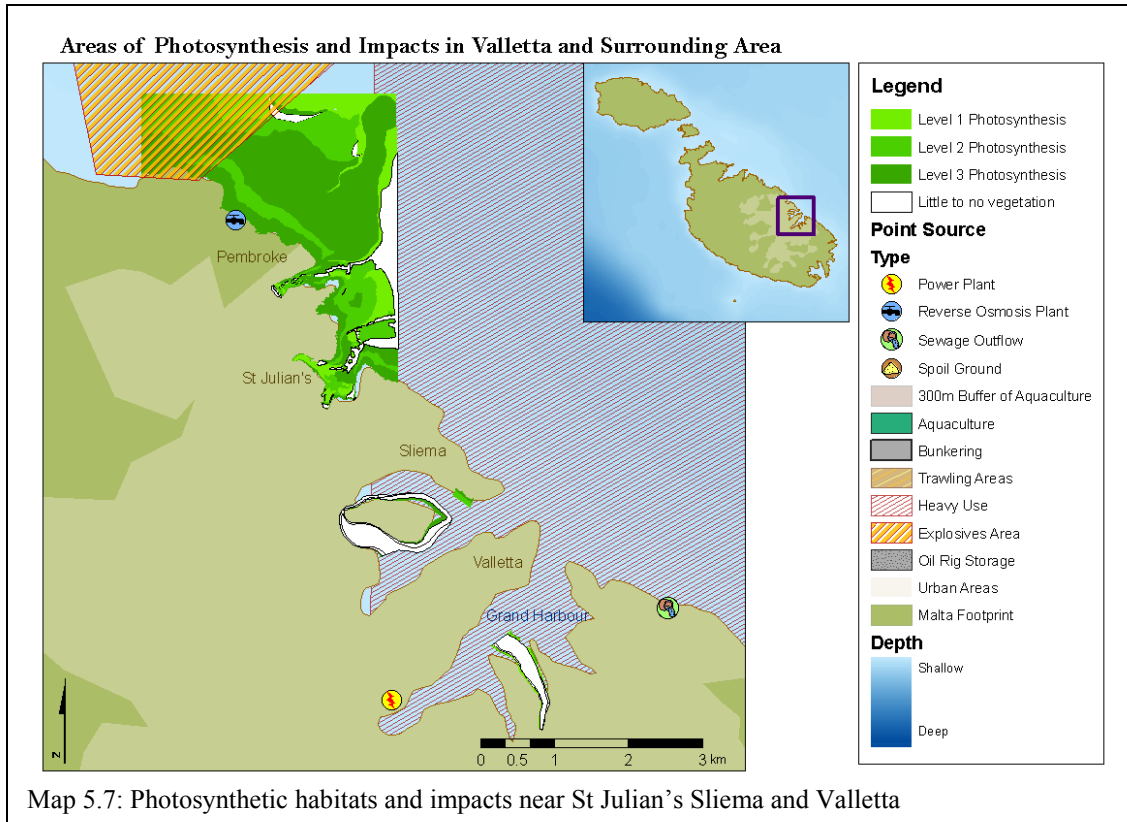 Areas of Photosynthesis and Impacts in Valletta and Surrounding Area
Pembroke
St Julian's
Sliema
Valletta
Grand Harbour
N
0 0.5 1 2 3 km
Legend
Level 1 Photosynthesis
Level 2 Photosynthesis
Level 3 Photosynthesis
Little to no vegetation
Point Source
Type
Power Plant
Reverse Osmosis Plant
Sewage Outflow
Spoil Ground
300m Buffer of Aquaculture
Aquaculture
Bunkering
Trawling Areas
Heavy Use
Explosives Area
Oil Rig Storage
Urban Areas
Malta Footprint
Depth
Shallow
Deep
Map 5.7: Photosynthetic habitats and impacts near St Julian's Sliema and Valletta